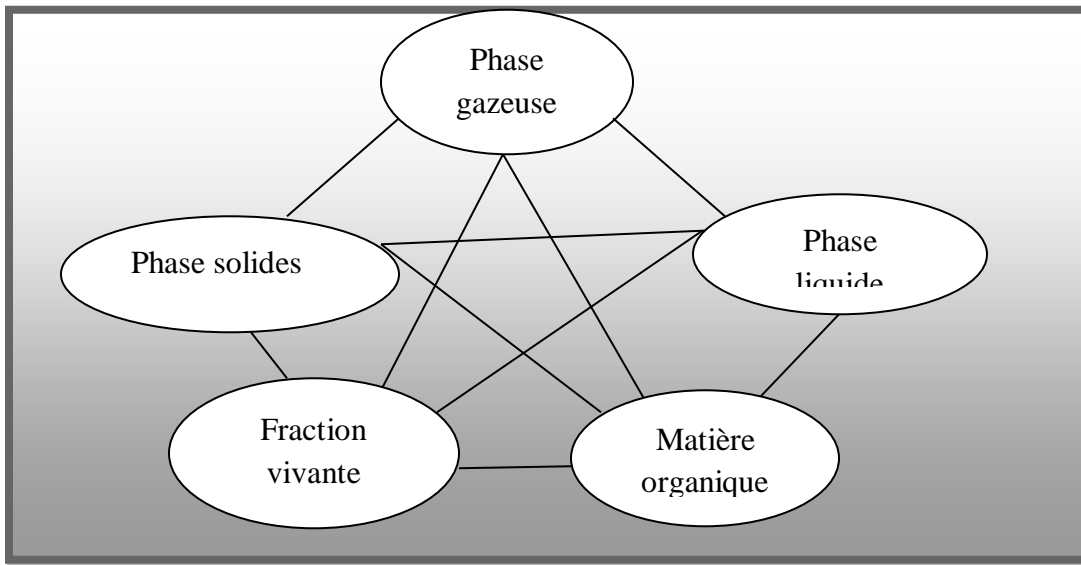 Phase
gazeuse
Phase solides
Phase
liquide
Fraction
vivante
Matière
organique